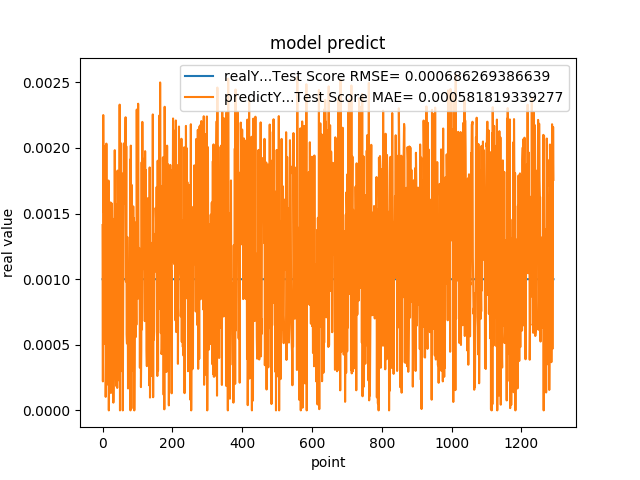 model predict
realY...Test Score RMSE= 0.000686269386639
predictY...Test Score MAE= 0.000581819339277
0.0025
0.0020
0.0015
0.0010
0.0005
0.0000
real value
0 200 400 600 800 1000 1200
point